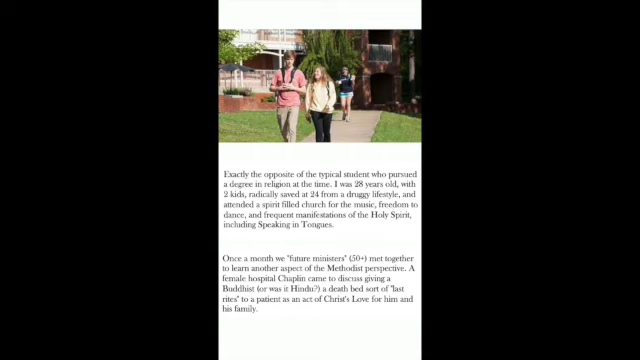 Exactly the opposite of the typical student who pursued
a degree in religion at the time. I was 28 years old, with
2 kids, radically saved at 24 from a druggy lifestyle, and
attended a spirit filled church for the music, freedom to
dance, and frequent manifestations of the Holy Spirit,
including Speaking in Tongues.
Once a month we "future ministers" (50+) met together
to learn another aspect of the Methodist perspective. A
female hospital Chaplin came to discuss giving a
Buddhist (or was it Hindu?) a death bed sort of "last
rites" to a patient as an act of Christ's Love for him and
his family.